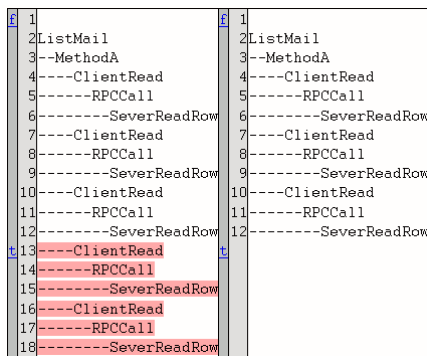 f 1
2 ListMail
3 --MethodA
4 ----ClientRead
5 ------RPCCall
6 --------SeverReadRow
7 ----ClientRead
8 ------RPCCall
9 --------SeverReadRow
10 ----ClientRead
11 ------RPCCall
12 --------SeverReadRow
t 13 ----ClientRead
14 ------RPCCall
15 --------SeverReadRow
16 ----ClientRead
17 ------RPCCall
18 --------SeverReadRow
f 1
2 ListMail
3 --MethodA
4 ----ClientRead
5 ------RPCCall
6 --------SeverReadRow
7 ----ClientRead
8 ------RPCCall
9 --------SeverReadRow
10 ----ClientRead
11 ------RPCCall
12 --------SeverReadRow
t